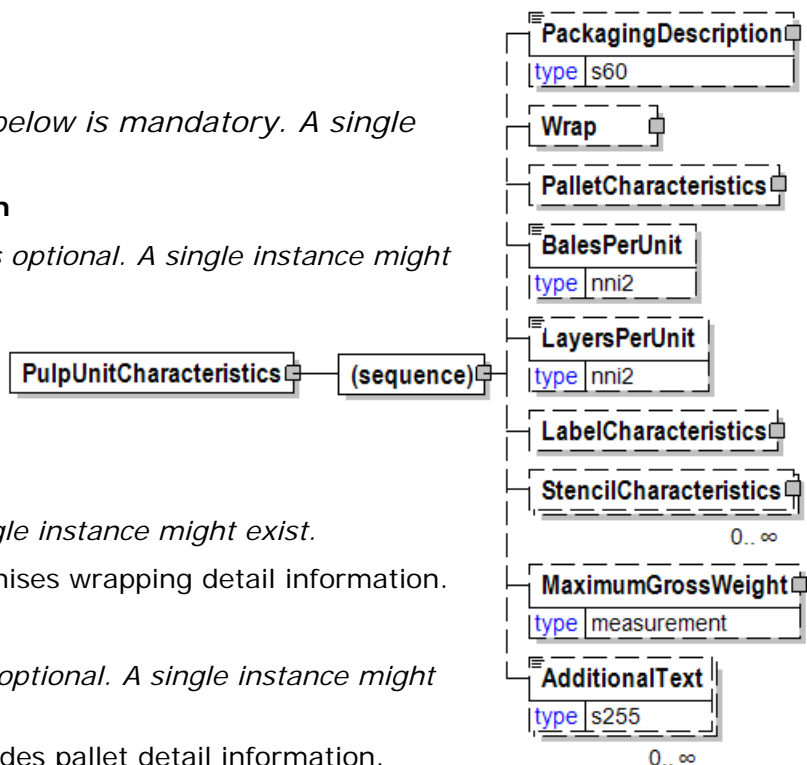 below is mandatory. A single
s optional. A single instance might
gle instance might exist.
nises wrapping detail information.
optional. A single instance might
des pallet detail information.
PulpUnitCharacteristics
(sequence)
PackagingDescription
type s60
Wrap
PalletCharacteristics
BalesPerUnit
type nni2
LayersPerUnit
type nni2
LabelCharacteristics
StencilCharacteristics
0.. ∞
MaximumGrossWeight
type measurement
AdditionalText
type s255
0.. ∞